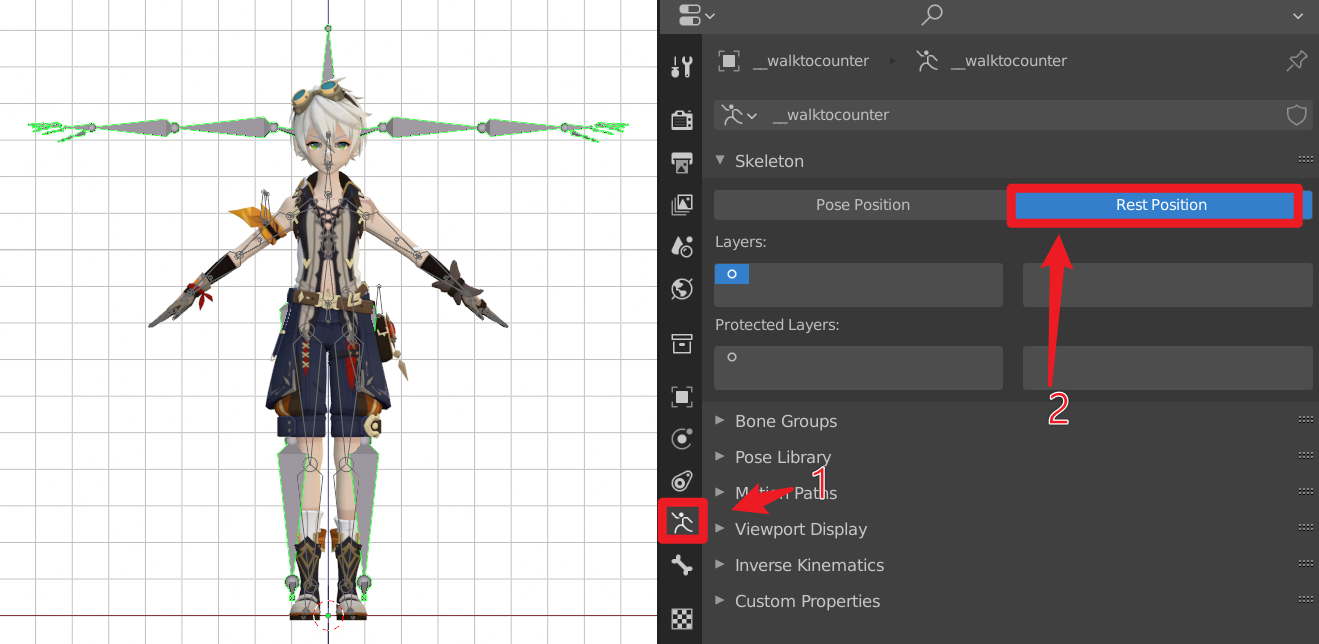 __walktocounter __walktocounter
__walktocounter
Skeleton
Pose Position Rest Position
Layers:
Protected Layers:
2
Bone Groups
Pose Library
1
Motion Paths
Viewport Display
Inverse Kinematics
Custom Properties